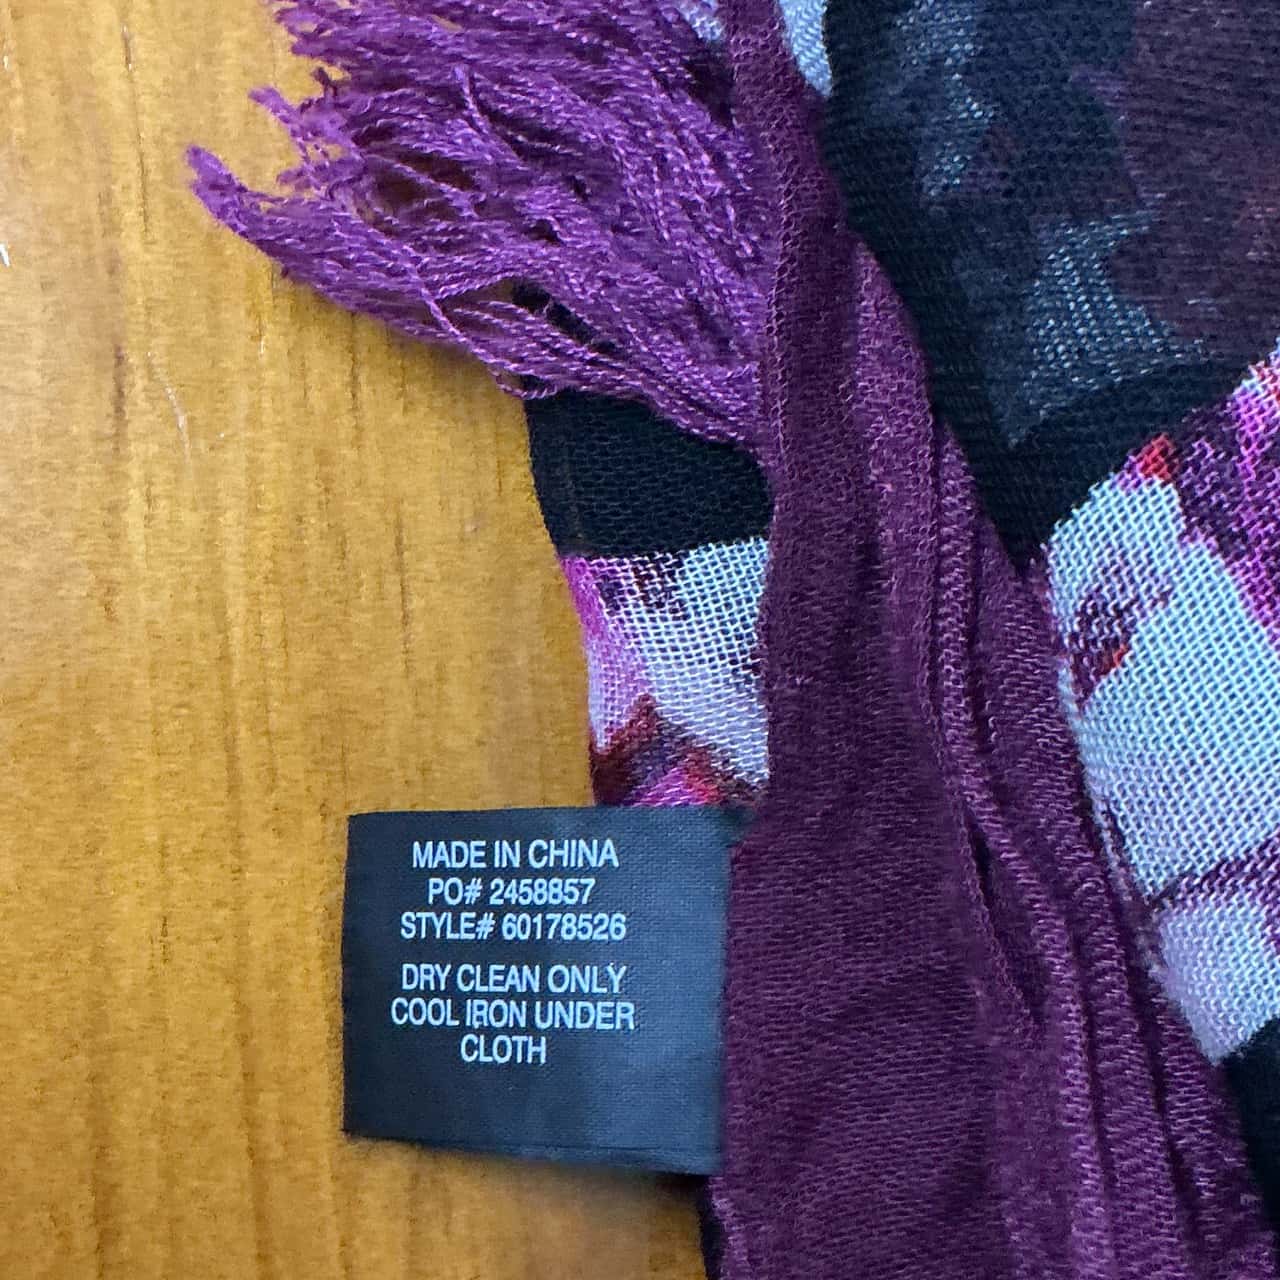 MADE IN CHINA
PO# 2458857
STYLE# 60178526
DRY CLEAN ONLY
COOL IRON UNDER
CLOTH